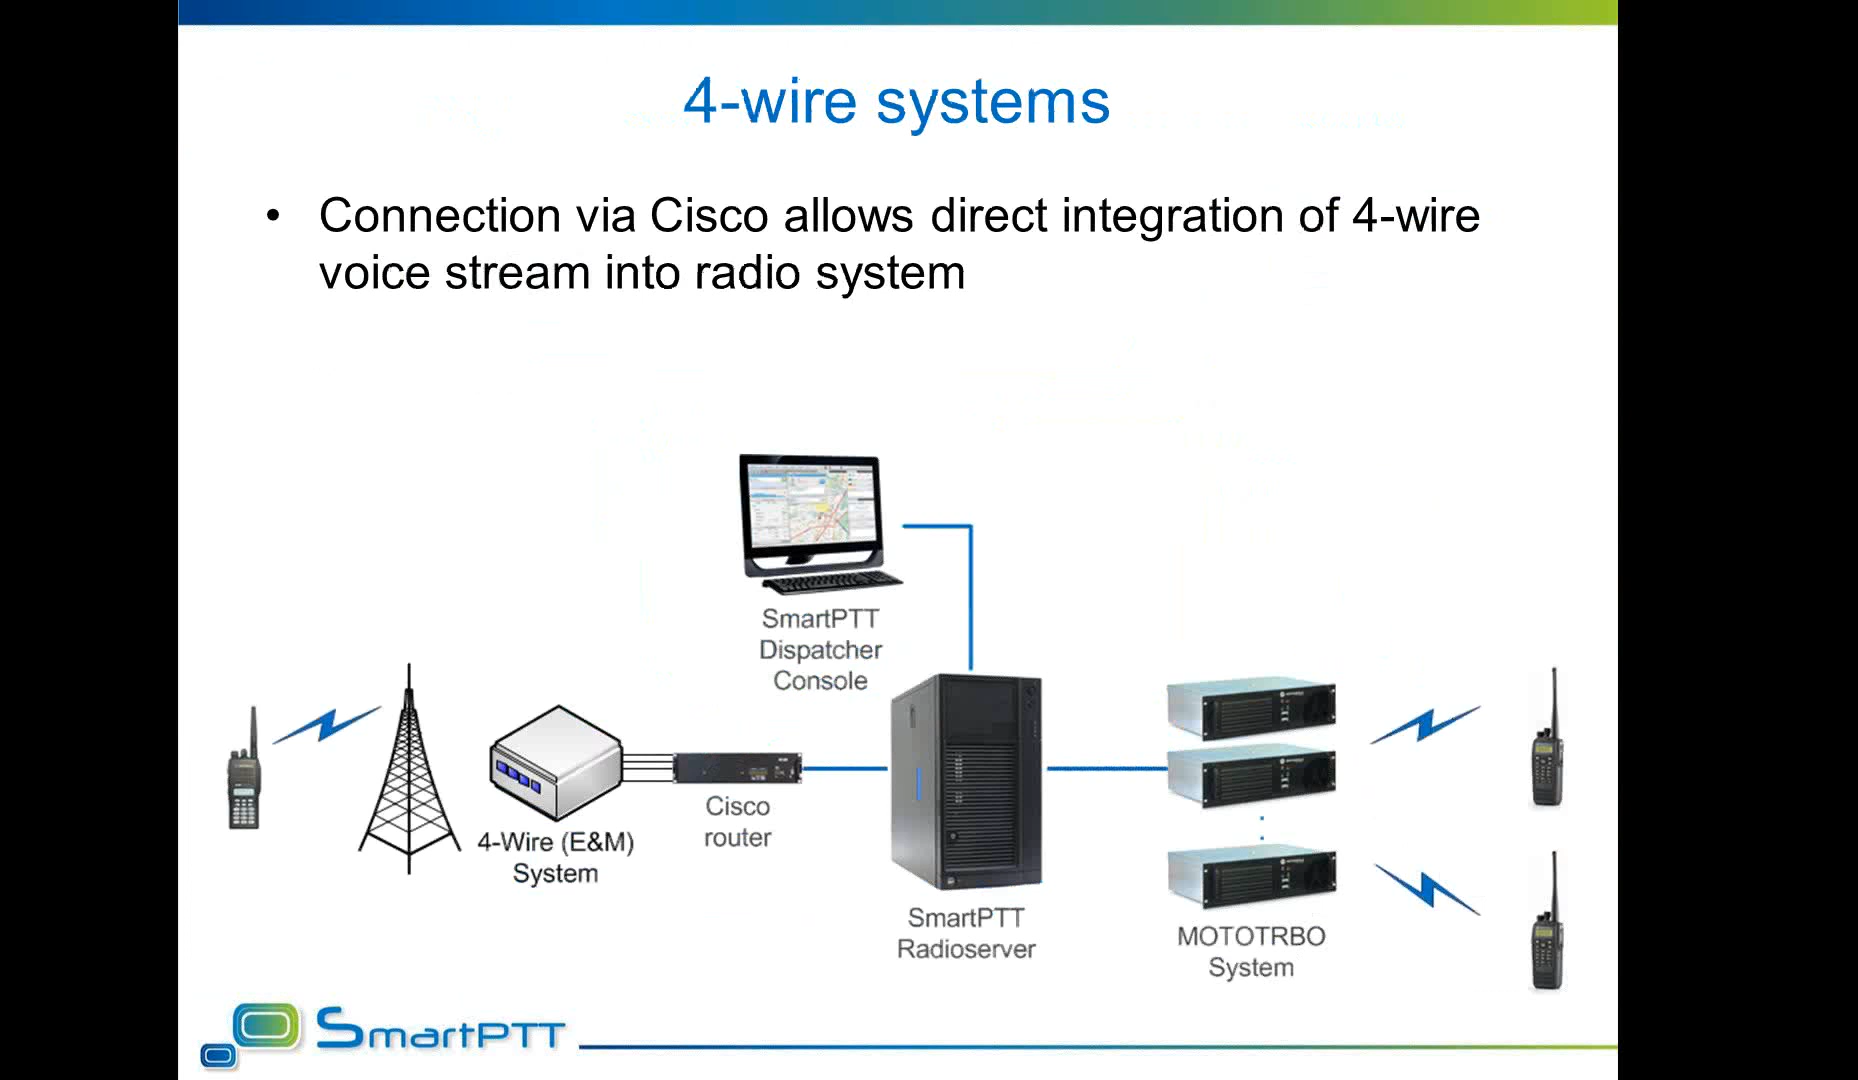 4-wire systems
• Connection via Cisco allows direct integration of 4-wire
voice stream into radio system
SmartPTT
Dispatcher
Console
4-Wire (E&M)
System
Cisco
router
SmartPTT
Radioserver
MOTOTRBO
System
SmartPTT